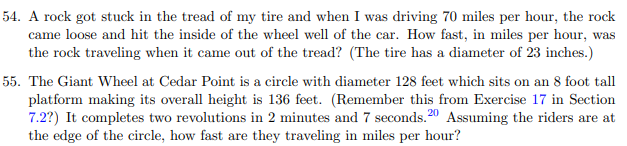 54. A rock got stuck in the tread of my tire and when I was driving 70 miles per hour, the rock
came loose and hit the inside of the wheel well of the car. How fast, in miles per hour, was
the rock traveling when it came out of the tread? (The tire has a diameter of 23 inches.)
55. The Giant Wheel at Cedar Point is a circle with diameter 128 feet which sits on an 8 foot tall
platform making its overall height is 136 feet. (Remember this from Exercise 17 in Section
7.2?) It completes two revolutions in 2 minutes and 7 seconds.20 Assuming the riders are at
the edge of the circle, how fast are they traveling in miles per hour?